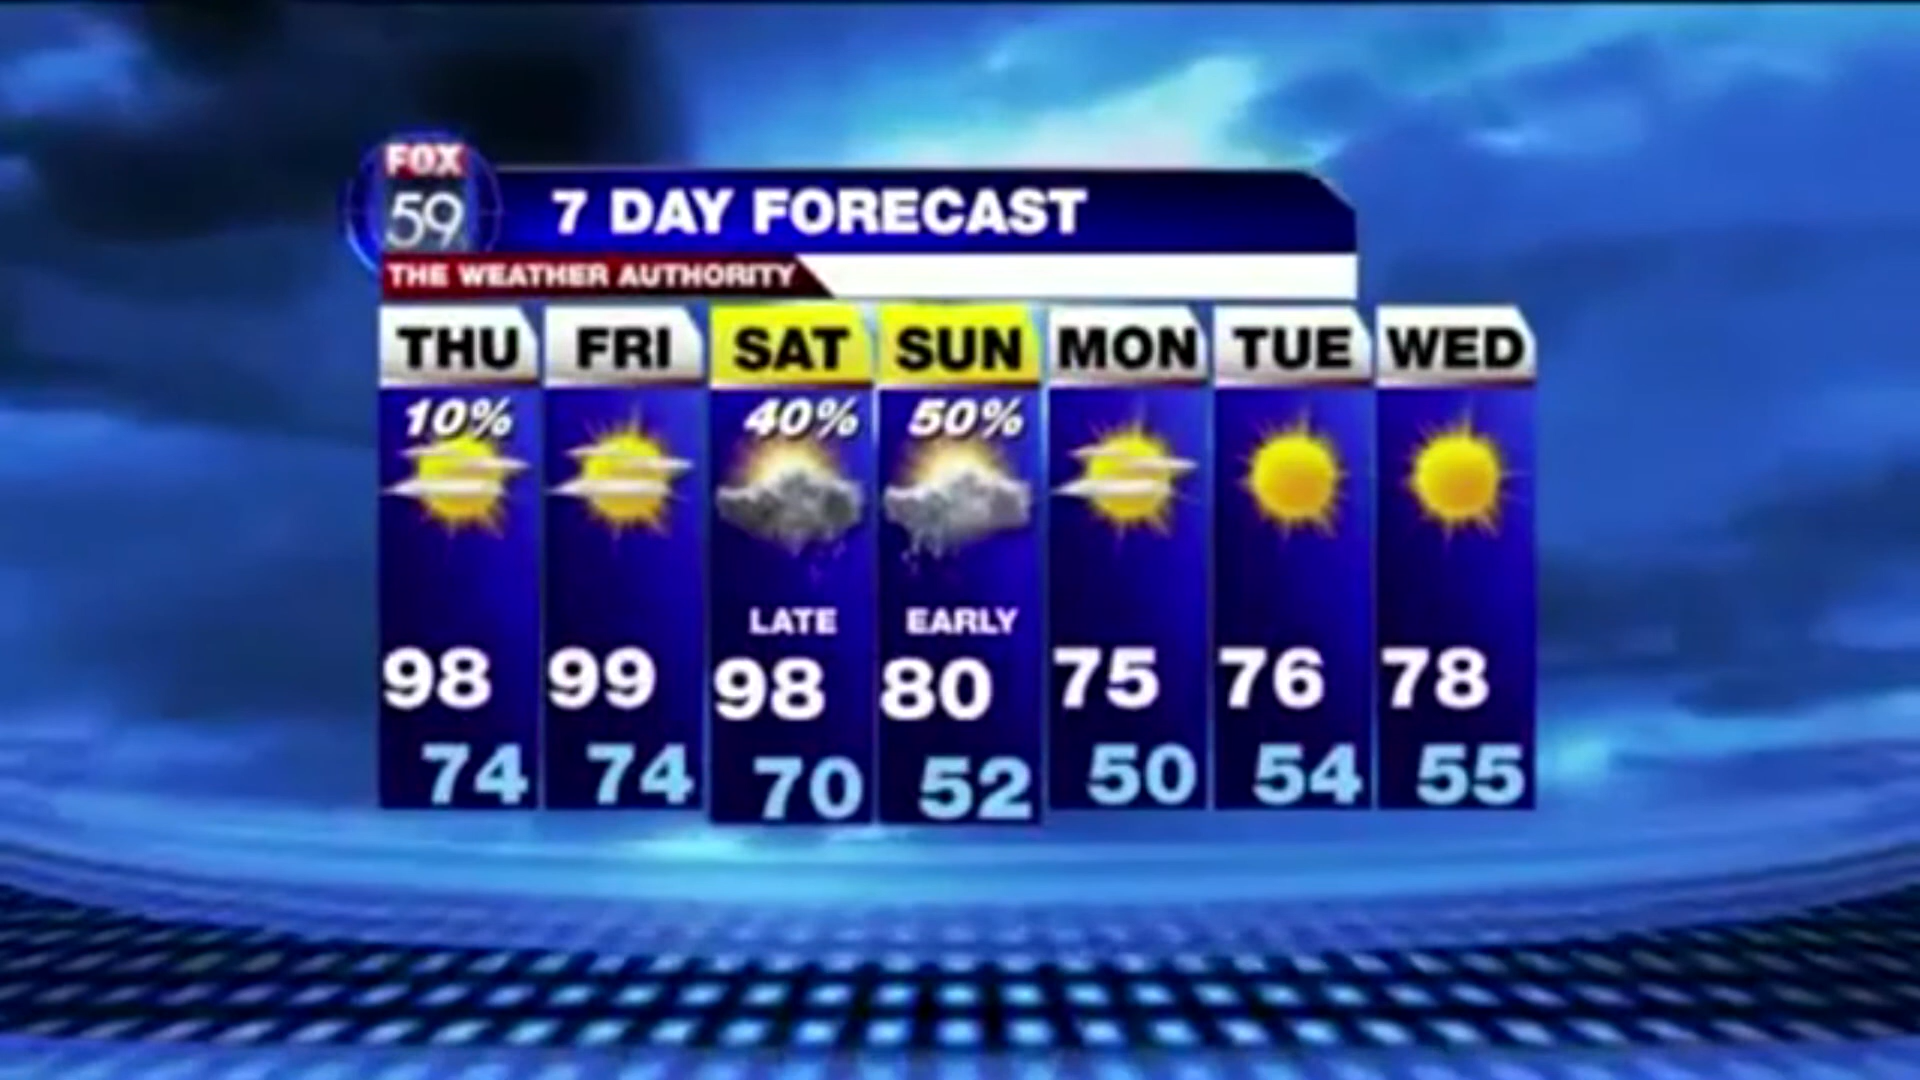 FOX
59
7 DAY FORECAST
THE WEATHER AUTHORITY
THU FRI SAT SUN MON TUE WED
10% 40% 50%
LATE EARLY
98 99 98 80 75 76 78
74 74 70 52 50 54 55